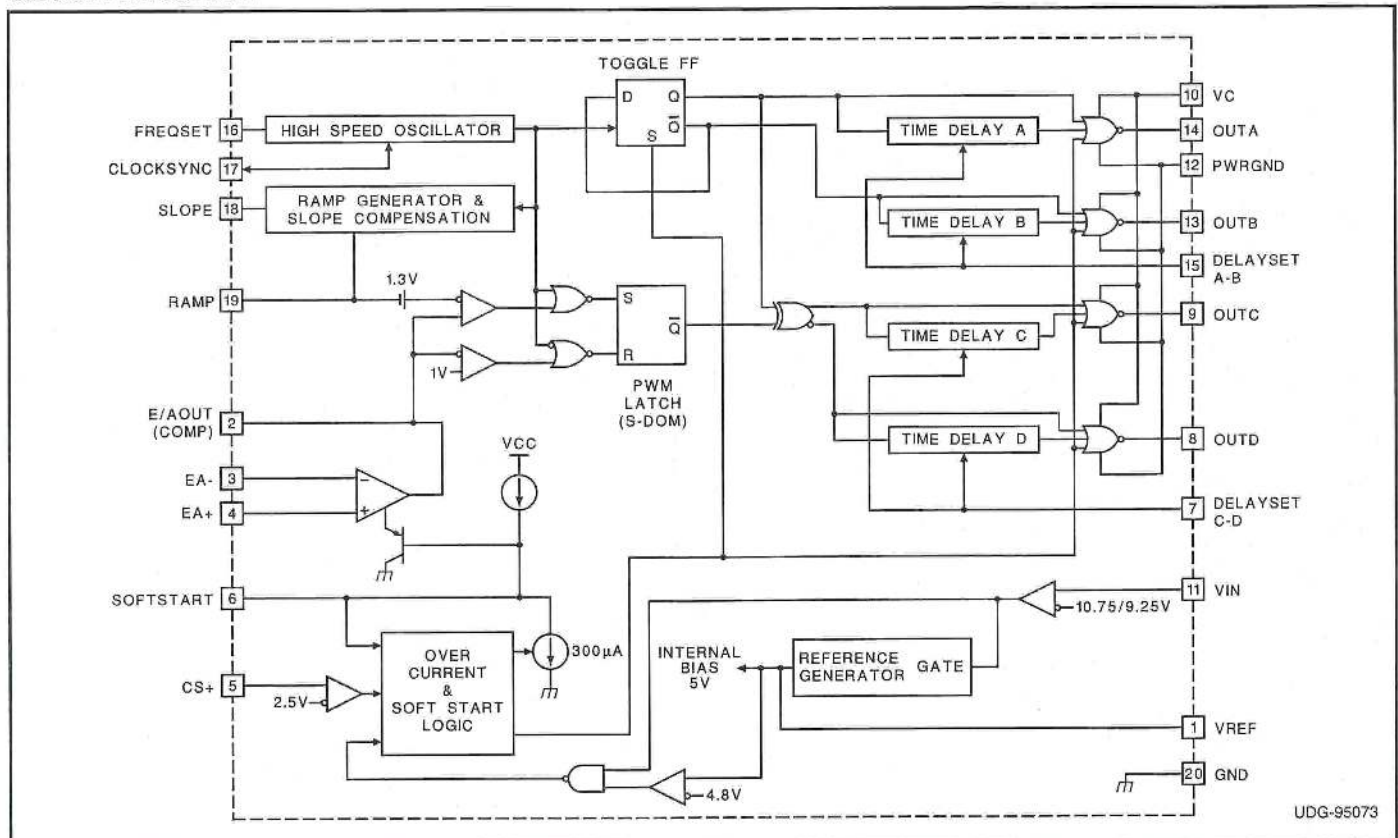 TOGGLE FF
D
Q
Q
S
FREQSET
16
HIGH SPEED OSCILLATOR
CLOCKSYNC
17
SLOPE
18
RAMP GENERATOR &
SLOPE COMPENSATION
RAMP
19
1.3V
1V
S
Q
R
PWM
LATCH
(S-DOM)
TIME DELAY A
TIME DELAY B
TIME DELAY C
TIME DELAY D
10
VC
14
OUTA
12
PWRGND
13
OUTB
15
DELAYSET
A-B
9
OUTC
8
OUTD
7
DELAYSET
C-D
E/AOUT
(COMP)
2
EA-
3
EA+
4
−
+
VCC
SOFTSTART
6
CS+
5
2.5V
OVER
CURRENT
&
SOFT START
LOGIC
300µA
INTERNAL
BIAS
5V
REFERENCE
GENERATOR
GATE
10.75/9.25V
4.8V
11
VIN
1
VREF
20
GND
UDG-95073